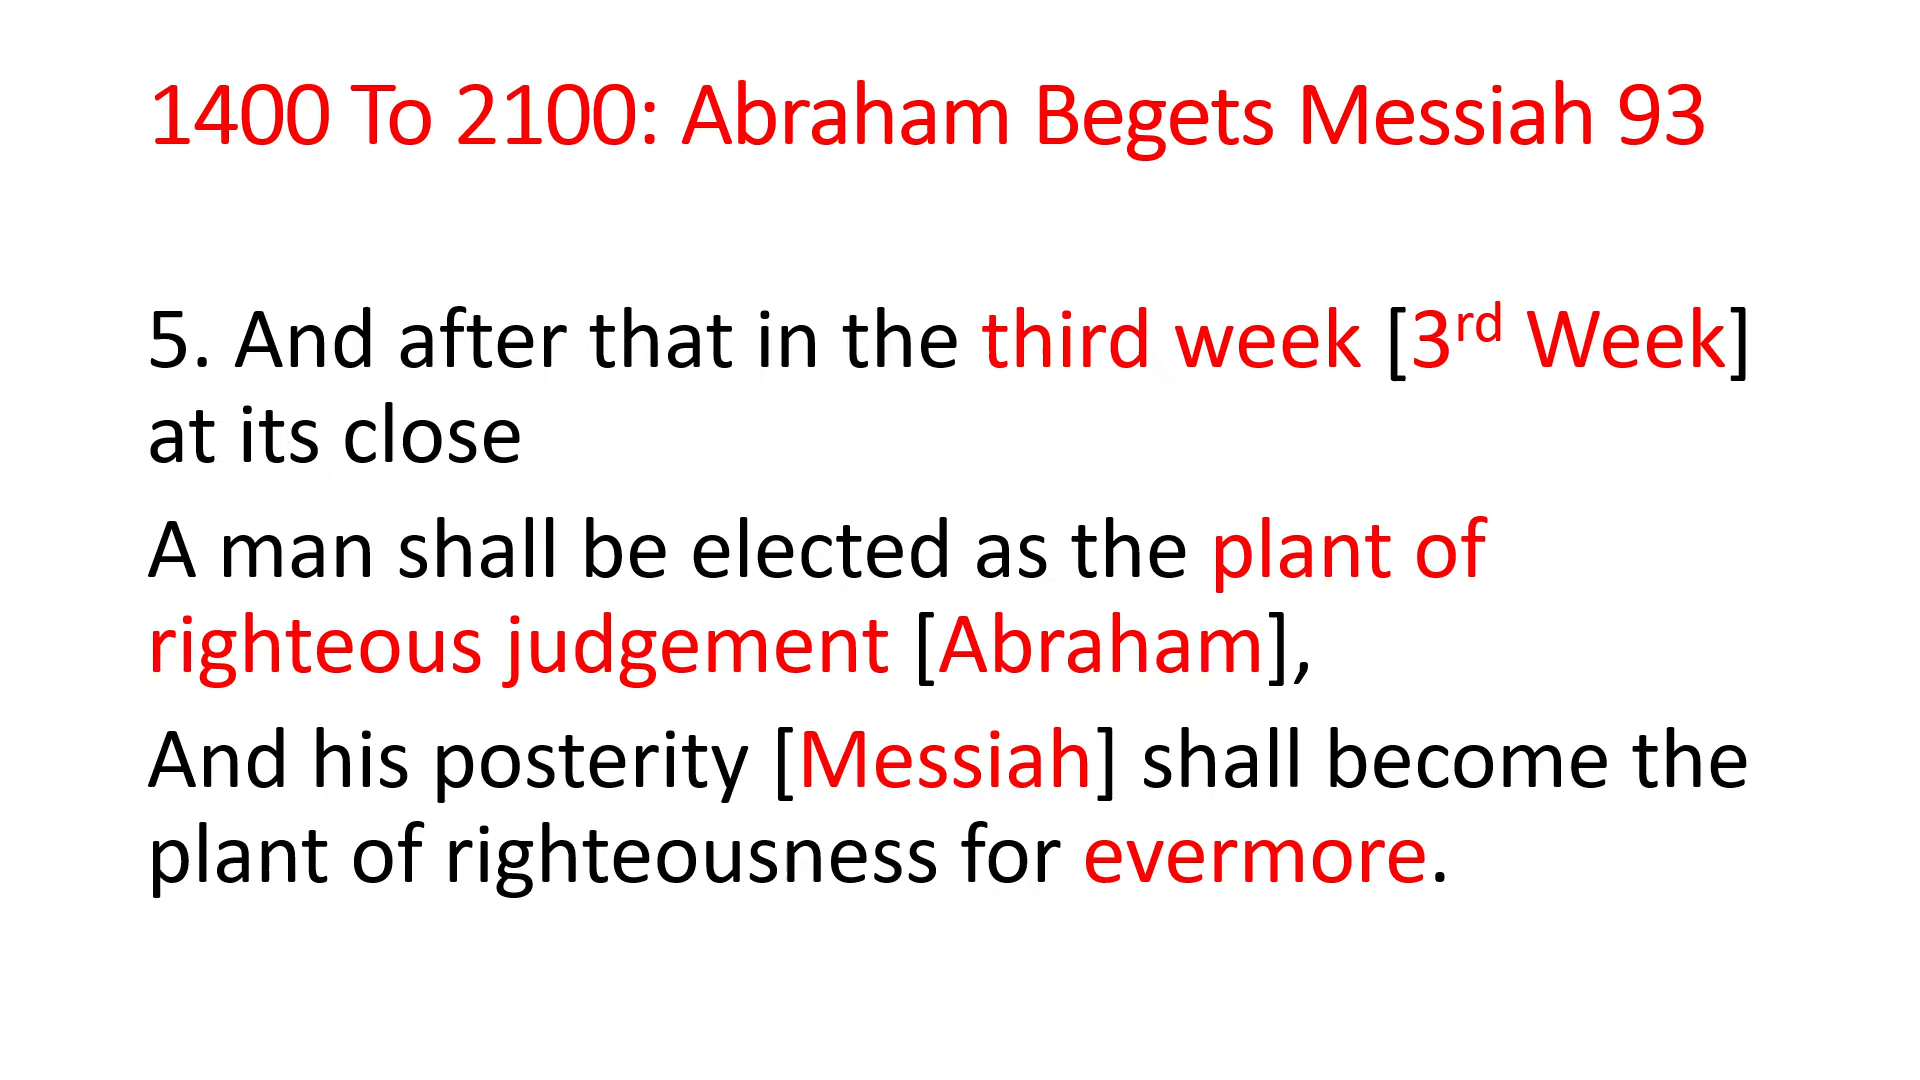 1400 To 2100: Abraham Begets Messiah 93
5. And after that in the third week [3rd Week]
at its close
A man shall be elected as the plant of
righteous judgement [Abraham],
And his posterity [Messiah] shall become the
plant of righteousness for evermore.